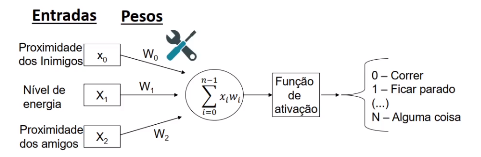 Entradas Pesos
Proximidade
dos Inimigos
x₀
W₀
Nível de
energia
X₁
W₁
Proximidade
dos amigos
X₂
W₂
n−1
∑ xᵢwᵢ
i=0
Função
de
ativação
0 – Correr
1 – Ficar parado
(...)
N – Alguma coisa